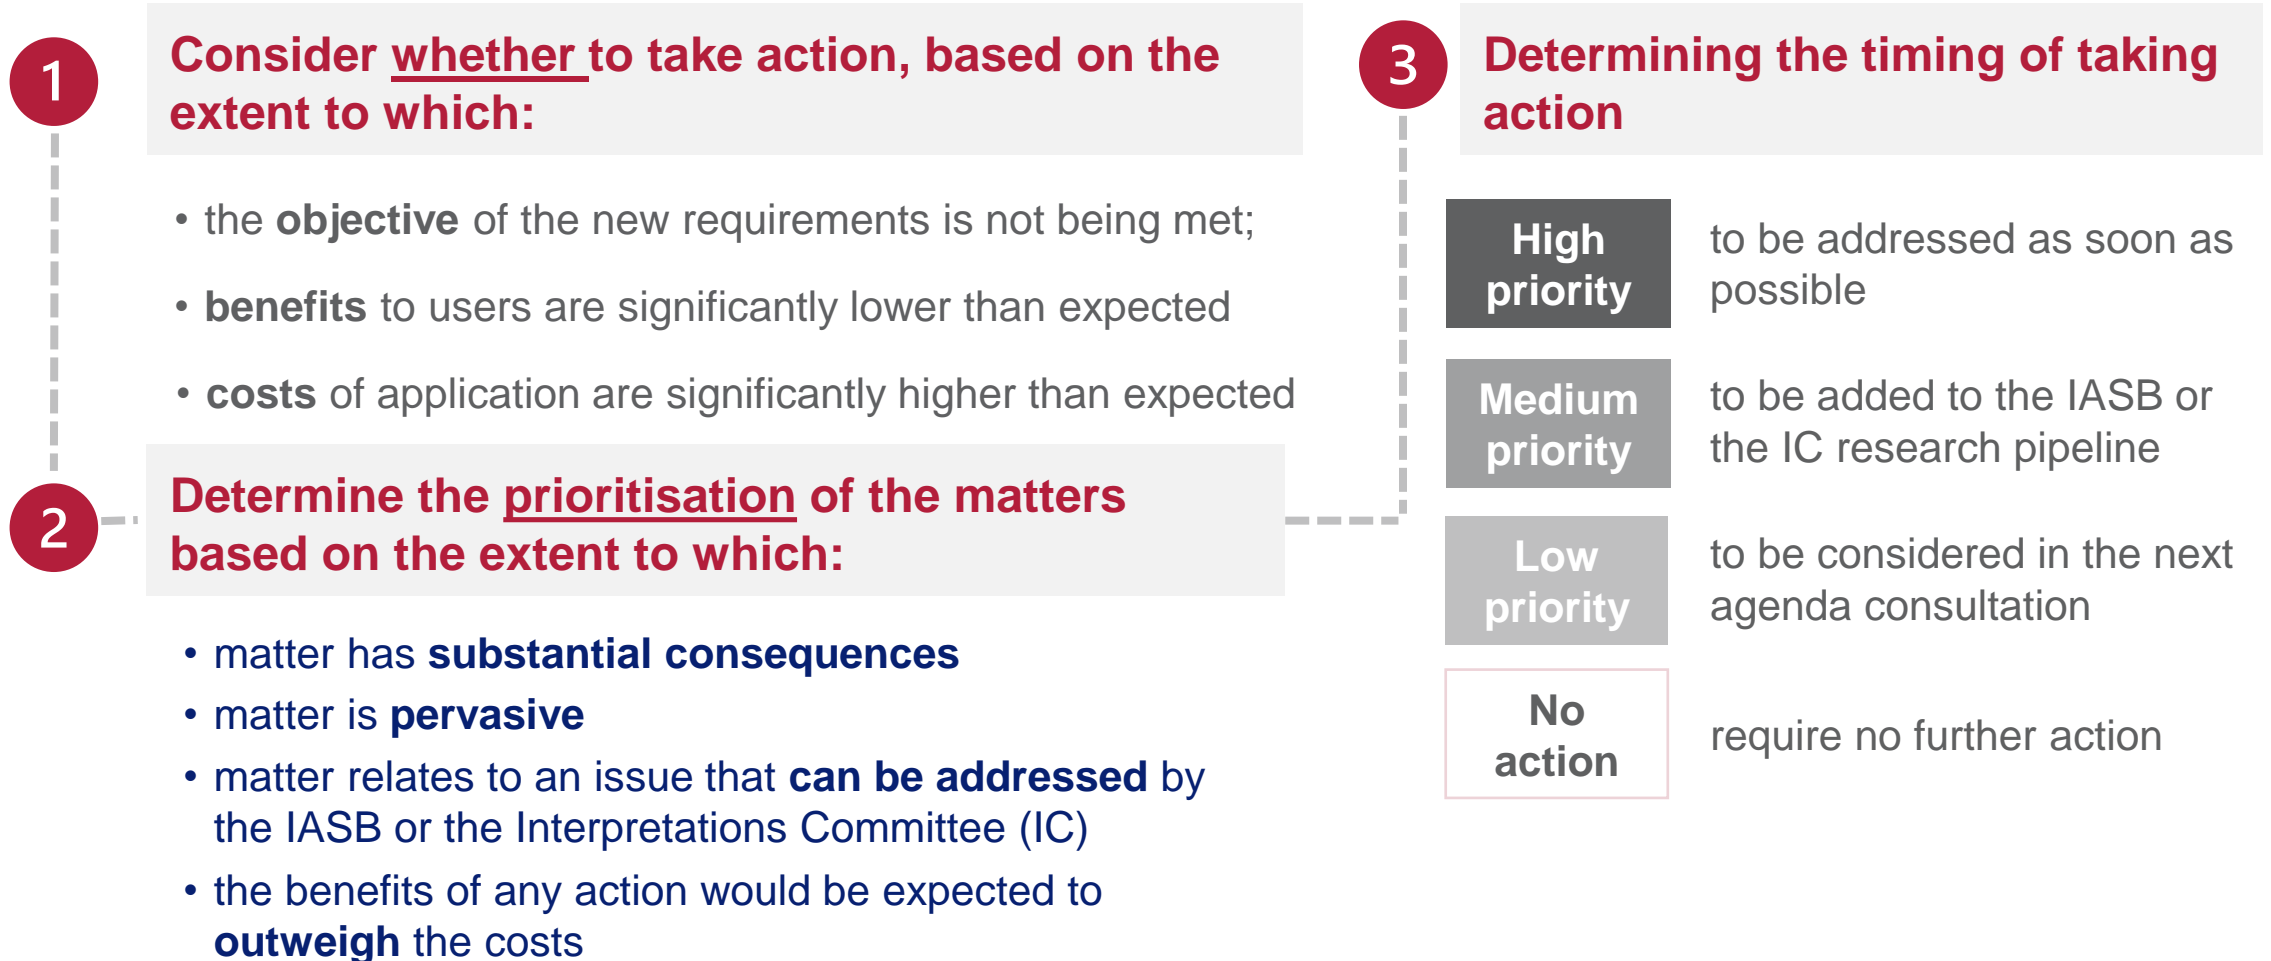 1
Consider whether to take action, based on the
extent to which:
• the objective of the new requirements is not being met;
• benefits to users are significantly lower than expected
• costs of application are significantly higher than expected
2
Determine the prioritisation of the matters
based on the extent to which:
• matter has substantial consequences
• matter is pervasive
• matter relates to an issue that can be addressed by
the IASB or the Interpretations Committee (IC)
• the benefits of any action would be expected to
outweigh the costs
3
Determining the timing of taking
action
High
priority
to be addressed as soon as
possible
Medium
priority
to be added to the IASB or
the IC research pipeline
Low
priority
to be considered in the next
agenda consultation
No
action
require no further action